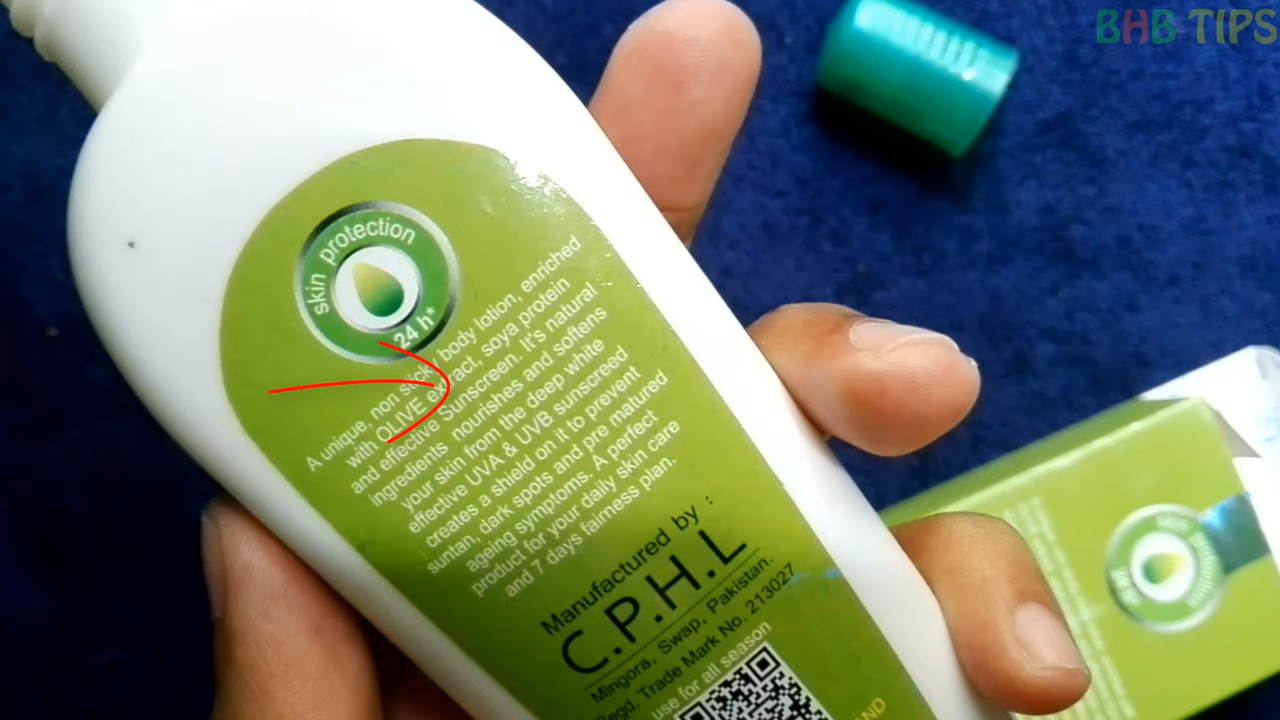 BHB TIPS
skin protection
24 h*
A unique, non sticky body lotion, enriched
with OLIVE extract, soya protein
and effective Sunscreen. It's natural
ingredients nourishes and softens
your skin from the deep white
effective UVA & UVB sunscreed
creates a shield on it to prevent
suntan, dark spots and pre matured
ageing symptoms. A perfect
product for your daily skin care
and 7 days fairness plan.
Manufactured by :
C.P.H.L
Mingora, Swap, Pakistan.
Regd. Trade Mark No. 213027
use for all season